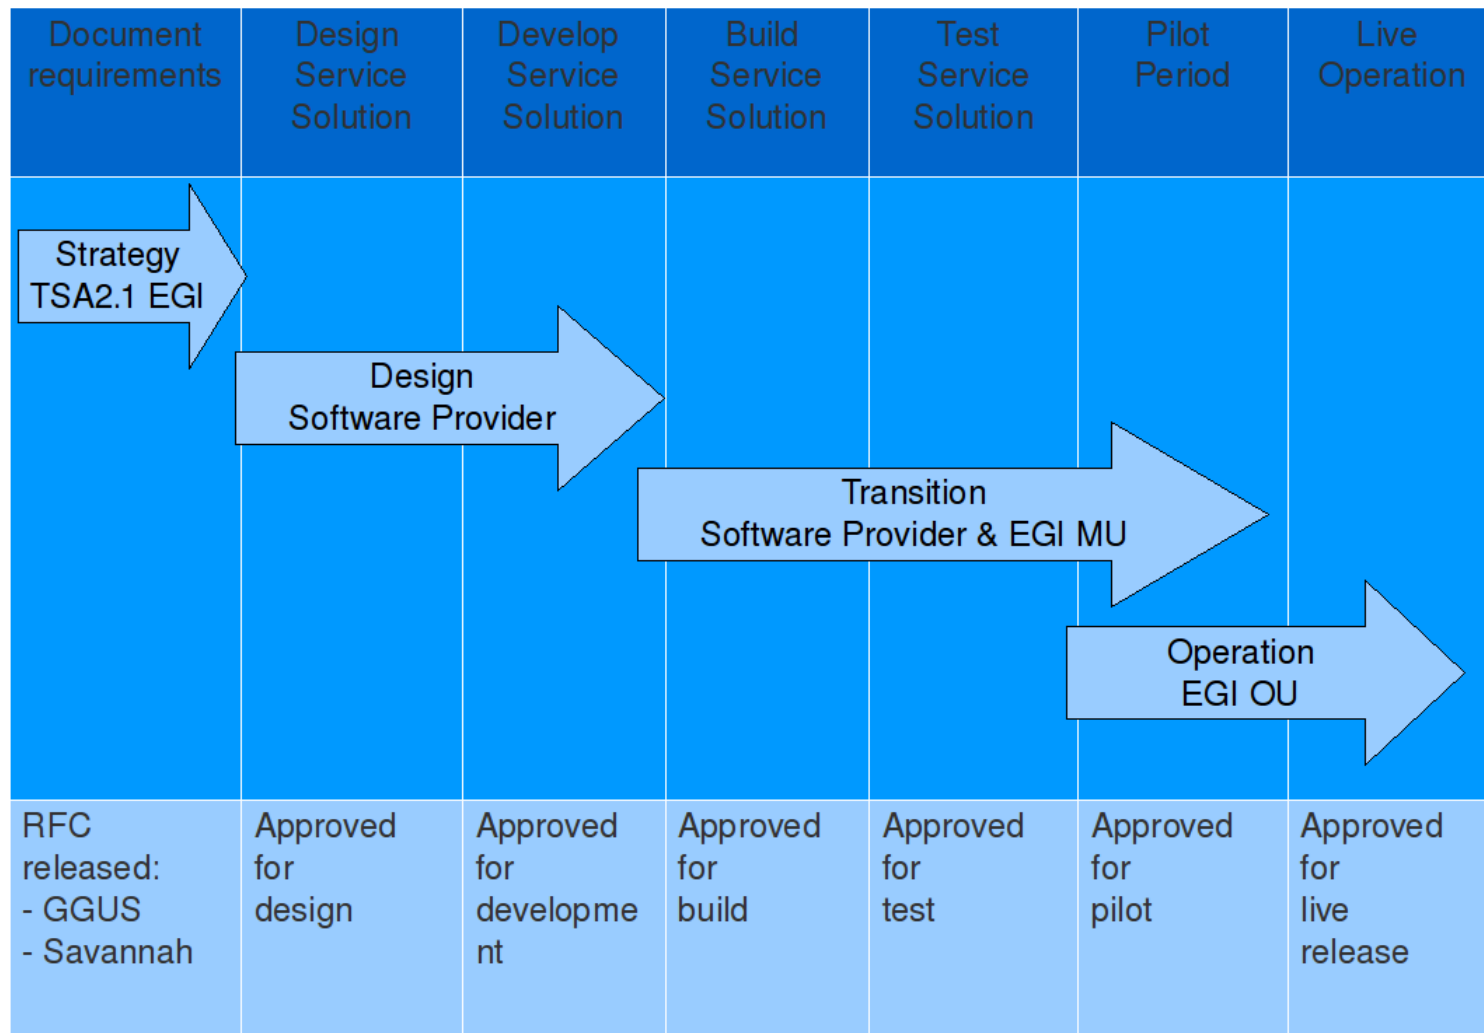 Document
requirements
Design
Service
Solution
Develop
Service
Solution
Build
Service
Solution
Test
Service
Solution
Pilot
Period
Live
Operation
Strategy
TSA2.1 EGI
Design
Software Provider
Transition
Software Provider & EGI MU
Operation
EGI OU
RFC
released:
- GGUS
- Savannah
Approved
for
design
Approved
for
developme
nt
Approved
for
build
Approved
for
test
Approved
for
pilot
Approved
for
live
release